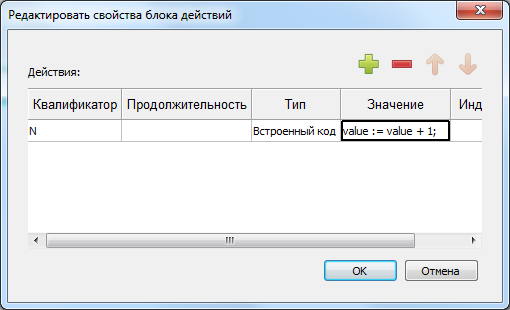 Редактировать свойства блока действий
Действия:
Квалификатор Продолжительность Тип Значение Инд
N Встроенный код value := value + 1;
OK Отмена